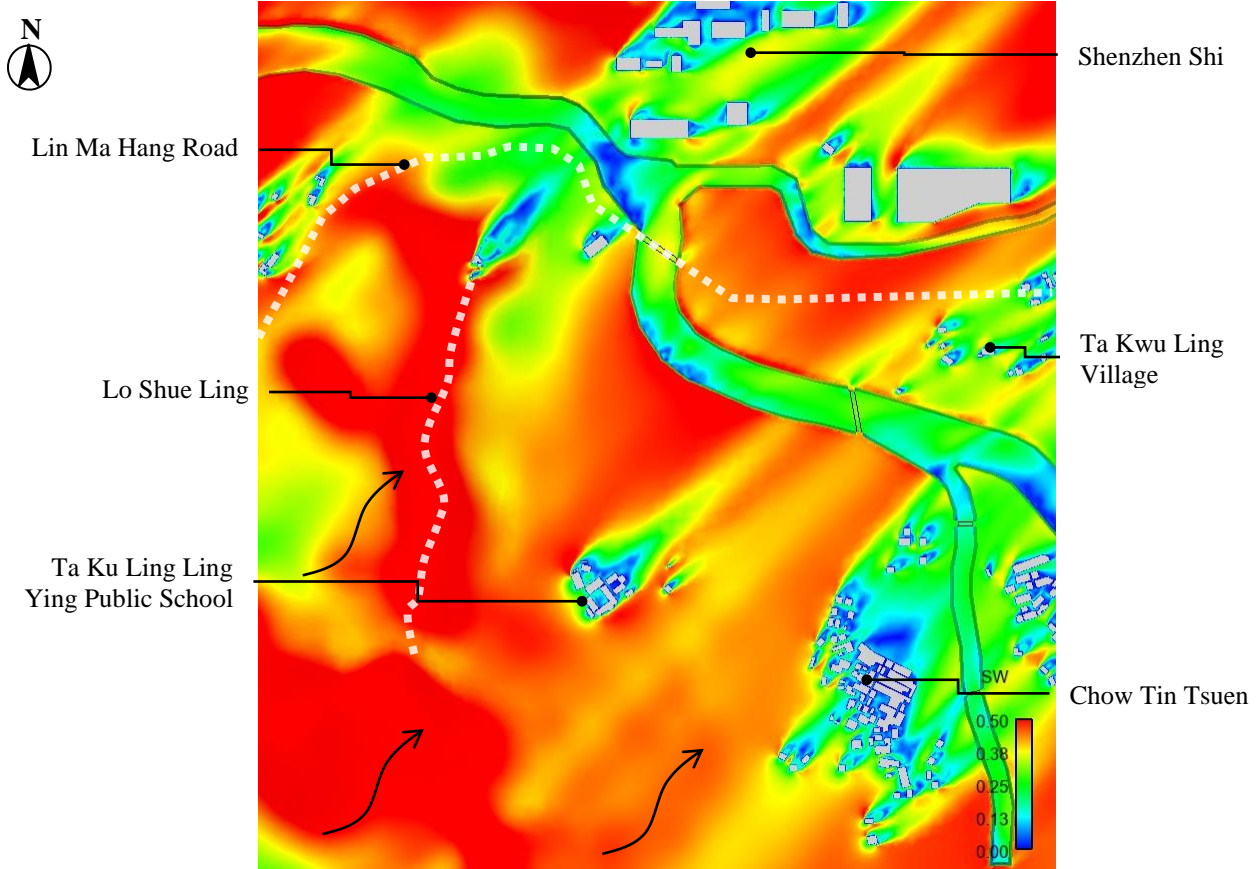 N
Shenzhen Shi
Lin Ma Hang Road
Ta Kwu Ling
Village
Lo Shue Ling
Ta Ku Ling Ling
Ying Public School
SW
Chow Tin Tsuen
0.50
0.38
0.25
0.13
0.00